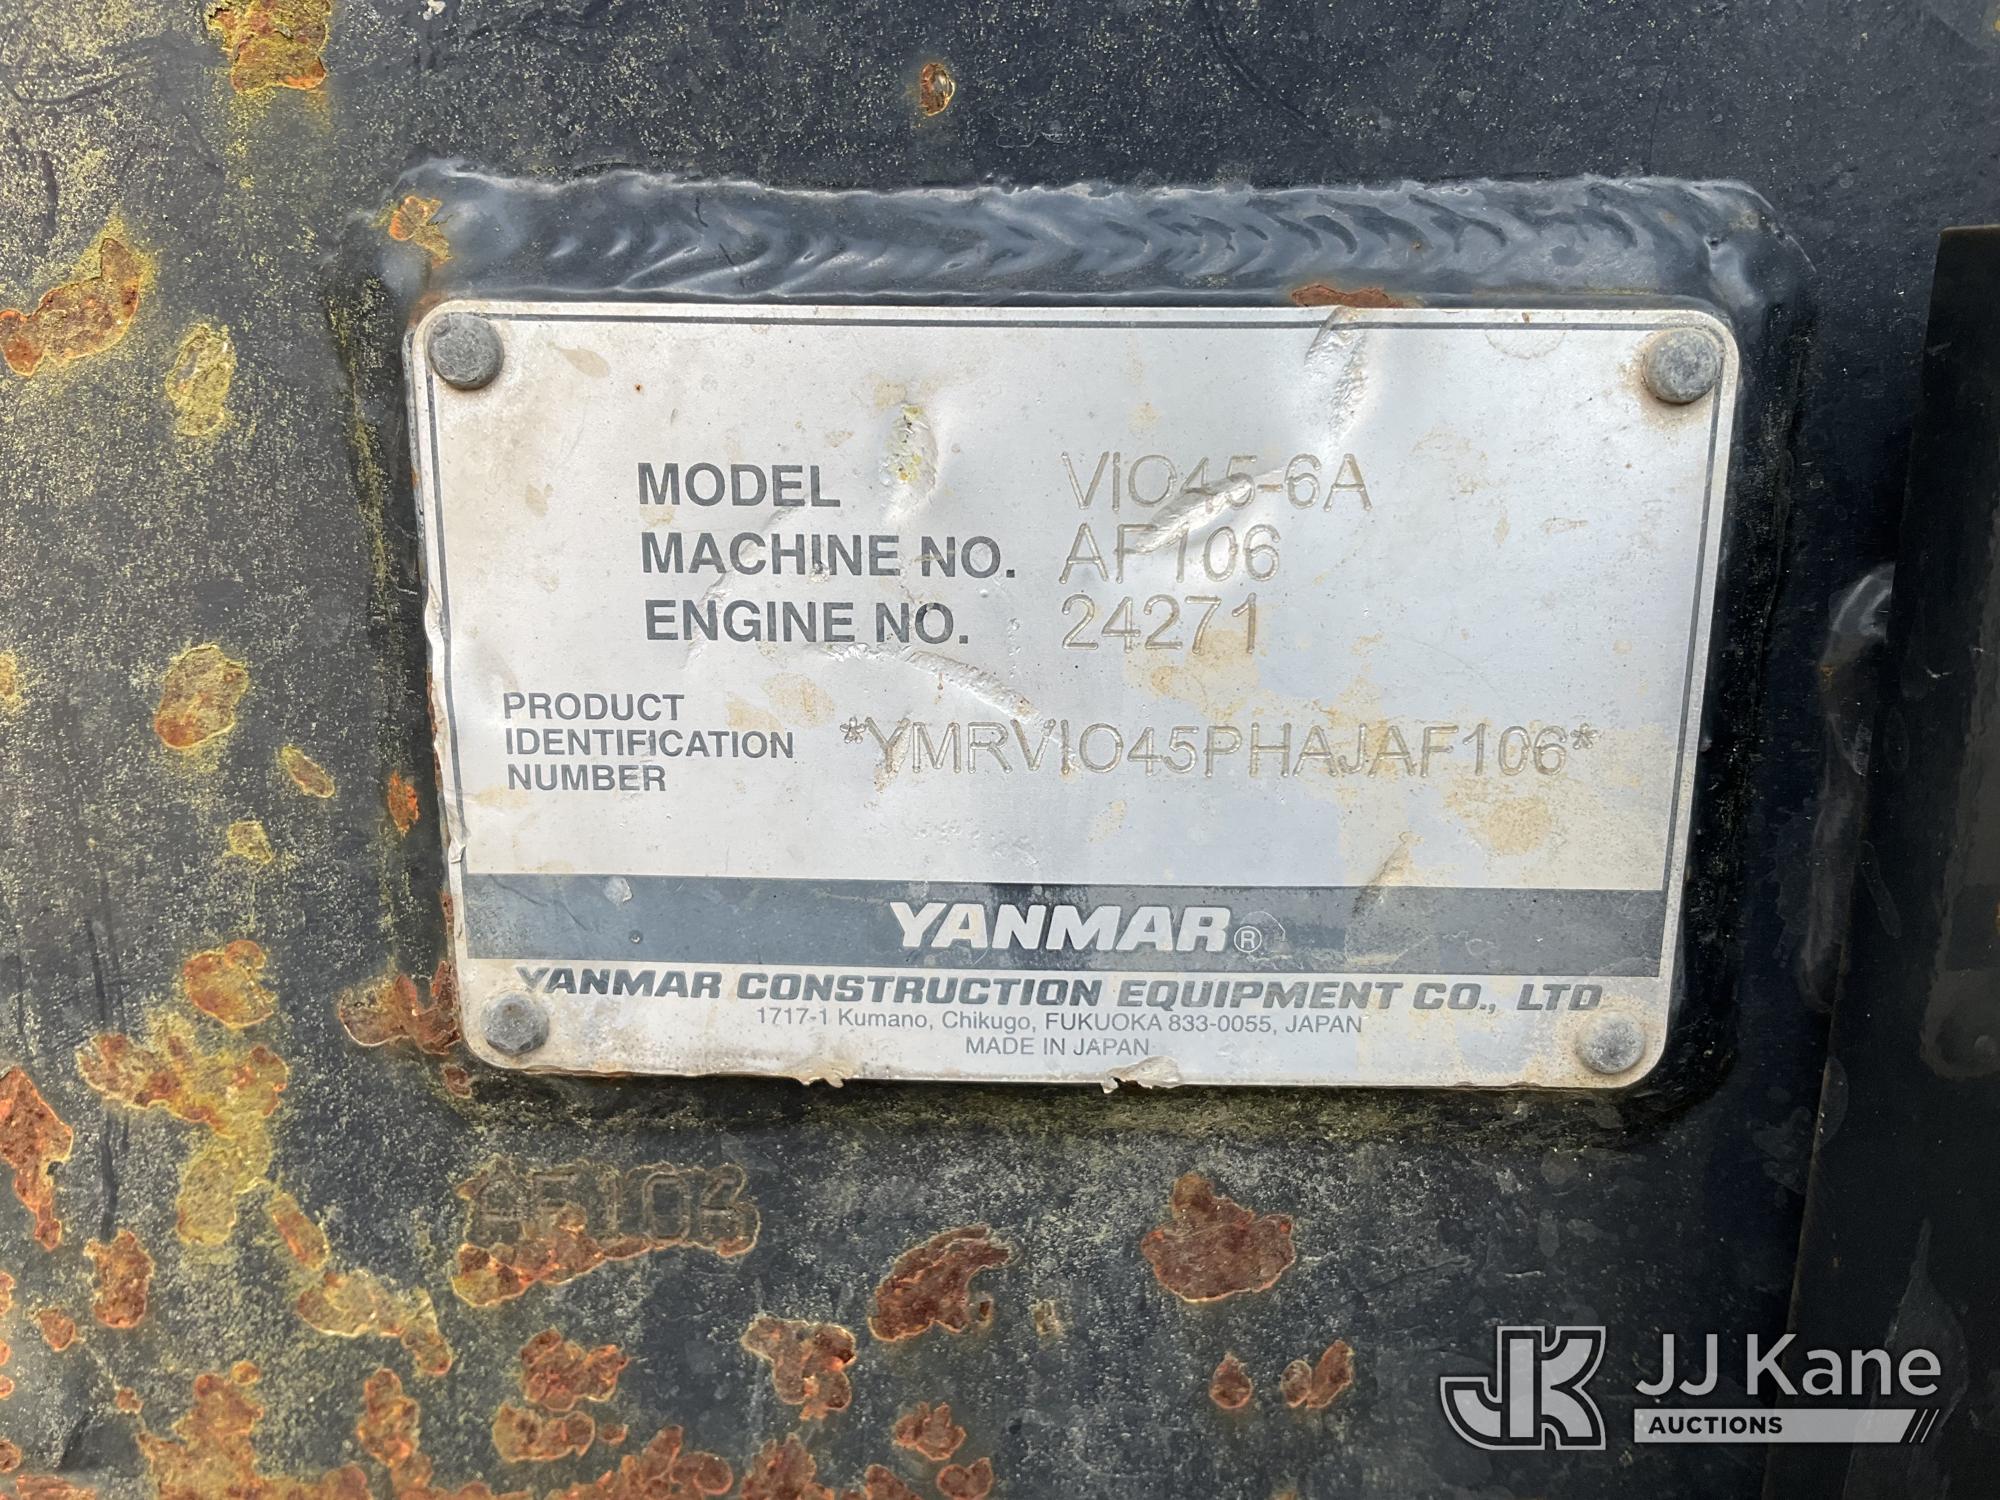 MODEL VIO45-6A
MACHINE NO. AF106
ENGINE NO. 24271
PRODUCT
IDENTIFICATION
NUMBER
*YMRVIO45PHAJAF106*
YANMAR®
YANMAR CONSTRUCTION EQUIPMENT CO., LTD
1717-1 Kumano, Chikugo, FUKUOKA 833-0055, JAPAN
MADE IN JAPAN
AF106
JK JJ Kane
AUCTIONS